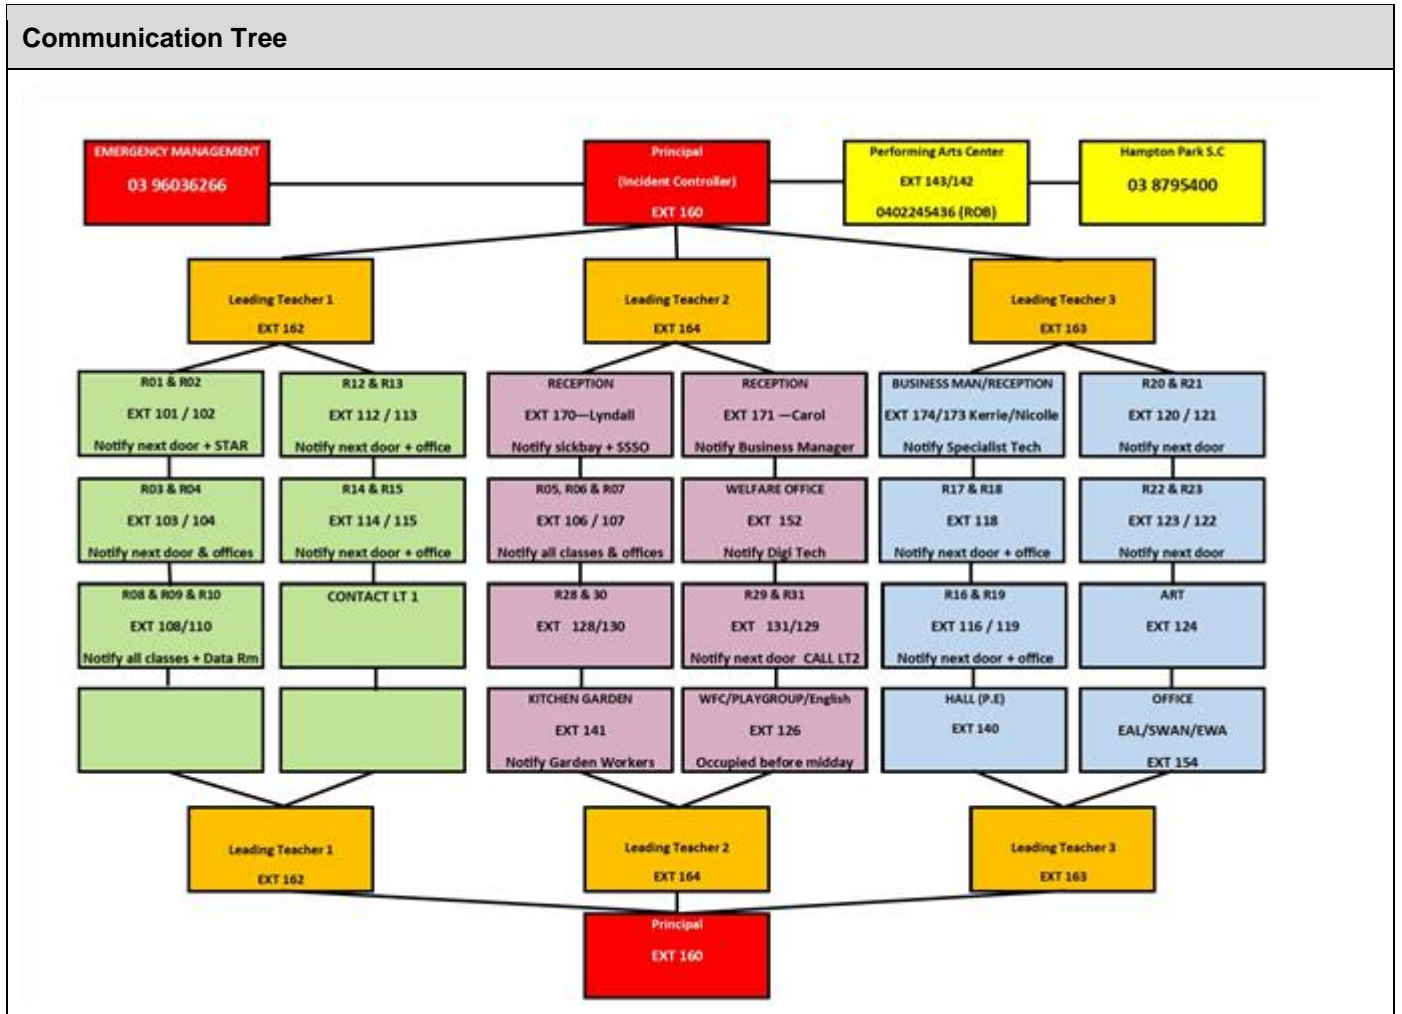 Communication Tree
EMERGENCY MANAGEMENT
03 96036266
Principal
(Incident Controller)
EXT 160
Performing Arts Center
EXT 143/142
0402245436 (ROB)
Hampton Park S.C
03 8795400
Leading Teacher 1
EXT 162
Leading Teacher 2
EXT 164
Leading Teacher 3
EXT 163
R01 & R02
EXT 101 / 102
Notify next door + STAR
R12 & R13
EXT 112 / 113
Notify next door + office
RECEPTION
EXT 170—Lyndall
Notify sickbay + SSSO
RECEPTION
EXT 171 —Carol
Notify Business Manager
BUSINESS MAN/RECEPTION
EXT 174/173 Kerrie/Nicolle
Notify Specialist Tech
R20 & R21
EXT 120 / 121
Notify next door
R03 & R04
EXT 103 / 104
Notify next door & offices
R14 & R15
EXT 114 / 115
Notify next door + office
R05, R06 & R07
EXT 106 / 107
Notify all classes & offices
WELFARE OFFICE
EXT 152
Notify Digi Tech
R17 & R18
EXT 118
Notify next door + office
R22 & R23
EXT 123 / 122
Notify next door
R08 & R09 & R10
EXT 108/110
Notify all classes + Data Rm
CONTACT LT 1
R28 & 30
EXT 128/130
R29 & R31
EXT 131/129
Notify next door CALL LT2
R16 & R19
EXT 116 / 119
Notify next door + office
ART
EXT 124
KITCHEN GARDEN
EXT 141
Notify Garden Workers
WFC/PLAYGROUP/English
EXT 126
Occupied before midday
HALL (P.E)
EXT 140
OFFICE
EAL/SWAN/EWA
EXT 154
Leading Teacher 1
EXT 162
Leading Teacher 2
EXT 164
Leading Teacher 3
EXT 163
Principal
EXT 160